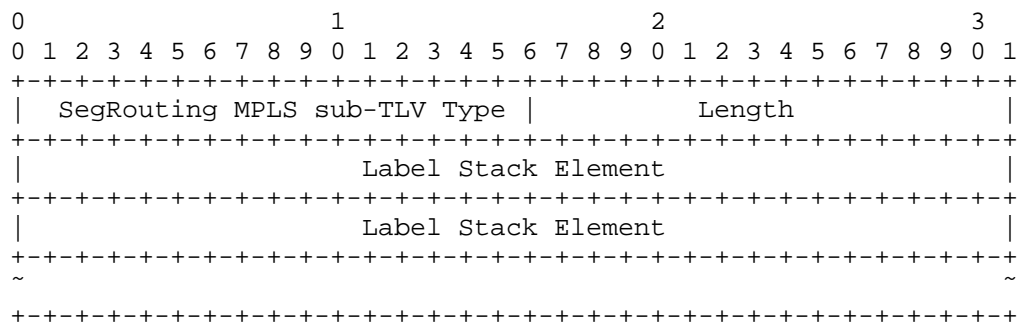 0                   1                   2                   3
0 1 2 3 4 5 6 7 8 9 0 1 2 3 4 5 6 7 8 9 0 1 2 3 4 5 6 7 8 9 0 1
+-+-+-+-+-+-+-+-+-+-+-+-+-+-+-+-+-+-+-+-+-+-+-+-+-+-+-+-+-+-+-+
|  SegRouting MPLS sub-TLV Type |          Length             |
+-+-+-+-+-+-+-+-+-+-+-+-+-+-+-+-+-+-+-+-+-+-+-+-+-+-+-+-+-+-+-+
|                     Label Stack Element                     |
+-+-+-+-+-+-+-+-+-+-+-+-+-+-+-+-+-+-+-+-+-+-+-+-+-+-+-+-+-+-+-+
|                     Label Stack Element                     |
+-+-+-+-+-+-+-+-+-+-+-+-+-+-+-+-+-+-+-+-+-+-+-+-+-+-+-+-+-+-+-+
~                                                             ~
+-+-+-+-+-+-+-+-+-+-+-+-+-+-+-+-+-+-+-+-+-+-+-+-+-+-+-+-+-+-+-+